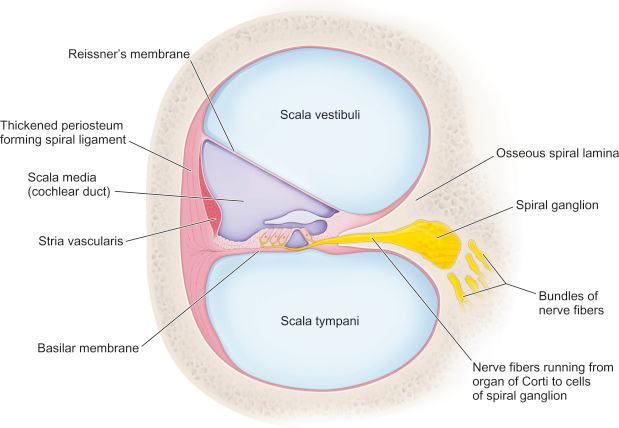 Reissner's membrane
Scala vestibuli
Thickened periosteum
forming spiral ligament
Osseous spiral lamina
Scala media
(cochlear duct)
Spiral ganglion
Stria vascularis
Bundles of
nerve fibers
Scala tympani
Basilar membrane
Nerve fibers running from
organ of Corti to cells
of spiral ganglion